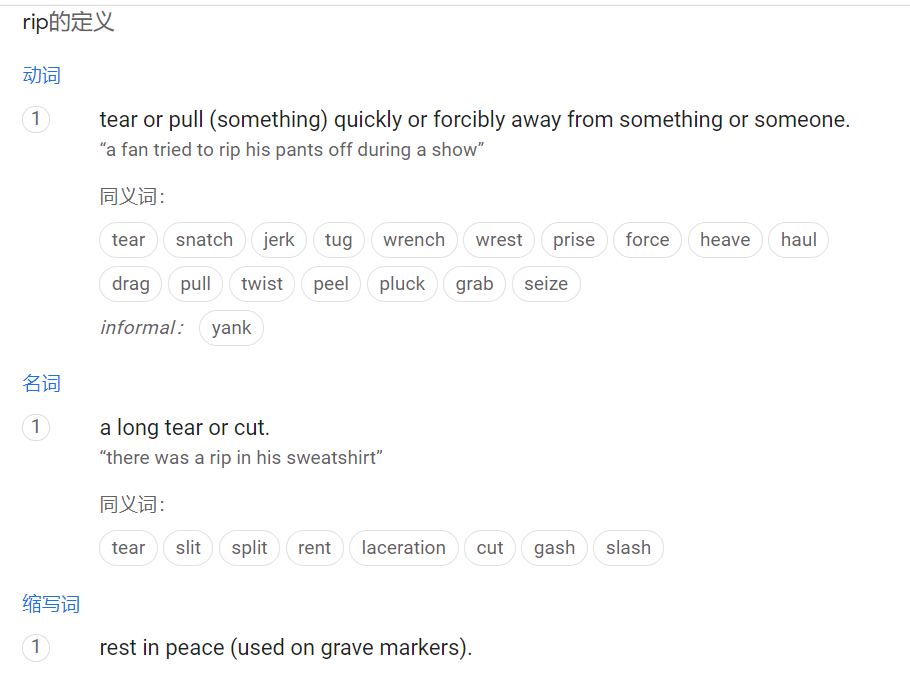 rip的定义
动词
1 tear or pull (something) quickly or forcibly away from something or someone.
“a fan tried to rip his pants off during a show”
同义词：
tear snatch jerk tug wrench wrest prise force heave haul
drag pull twist peel pluck grab seize
informal： yank
名词
1 a long tear or cut.
“there was a rip in his sweatshirt”
同义词：
tear slit split rent laceration cut gash slash
缩写词
1 rest in peace (used on grave markers).